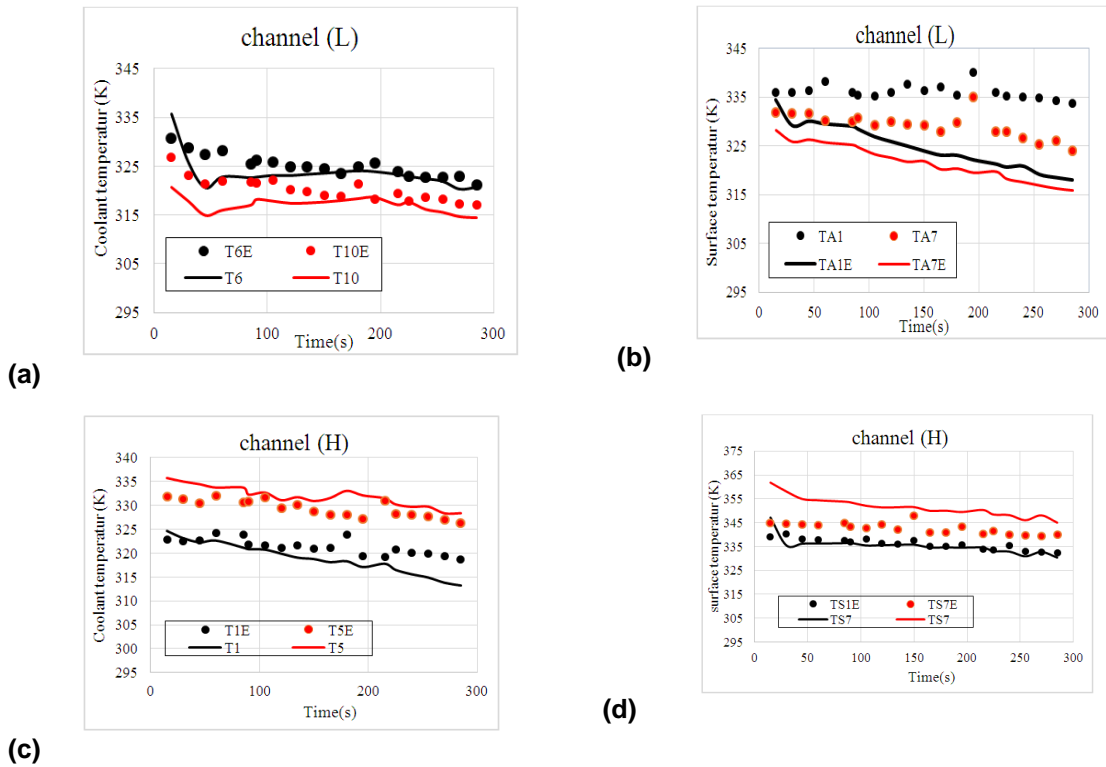 channel (L)
Coolant temperatur (K)
345
335
325
315
305
295
T6E
T10E
T6
T10
0
100
200
300
Time(s)
(a)
channel (L)
Surface temperatur (K)
345
335
325
315
305
295
TA1
TA7
TA1E
TA7E
0
50
100
150
200
250
300
Time(s)
(b)
channel (H)
Coolant temperatur (K)
340
335
330
325
320
315
310
305
300
295
T1E
T5E
T1
T5
0
100
200
300
Time(s)
(c)
channel (H)
surface temperatur (K)
375
365
355
345
335
325
315
305
295
TS1E
TS7E
TS7
TS7
0
50
100
150
200
250
300
Time(s)
(d)